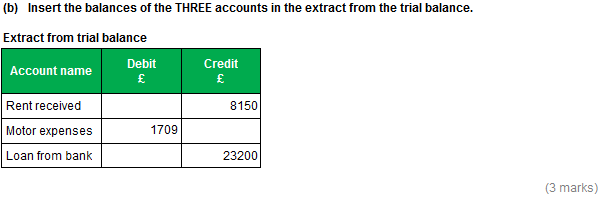 (b) Insert the balances of the THREE accounts in the extract from the trial balance.
Extract from trial balance
Account name Debit £ Credit £
Rent received 8150
Motor expenses 1709
Loan from bank 23200
(3 marks)